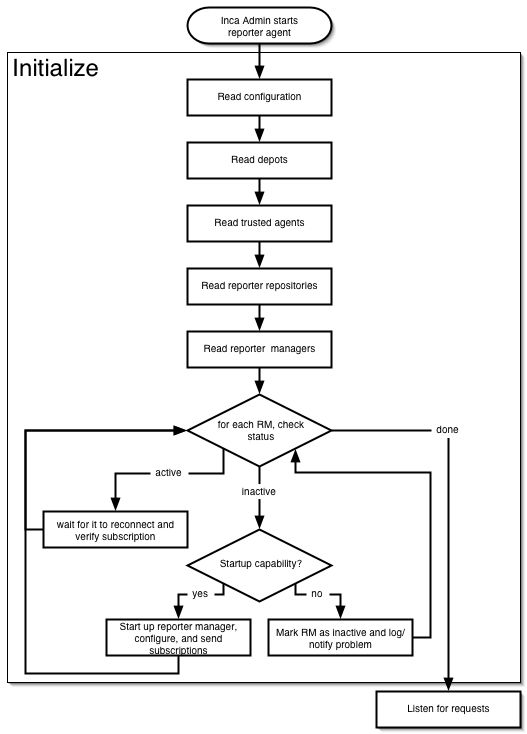 Inca Admin starts
reporter agent
Initialize
Read configuration
Read depots
Read trusted agents
Read reporter repositories
Read reporter  managers
for each RM, check
status
done
active
inactive
wait for it to reconnect and
verify subscription
Startup capability?
yes
no
Start up reporter manager,
configure, and send
subscriptions
Mark RM as inactive and log/
notify problem
Listen for requests